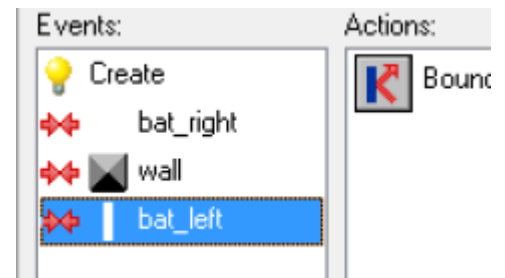 Events:
Actions:
Create
Bounc
bat_right
wall
bat_left